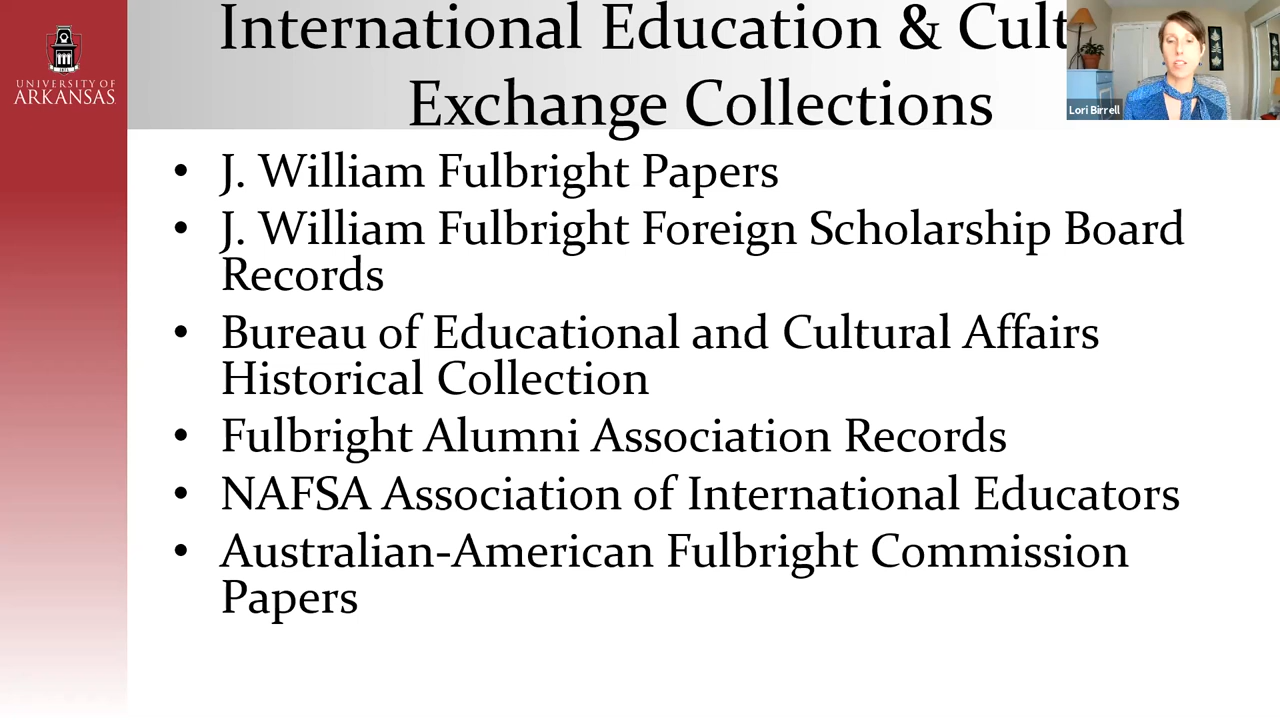 UNIVERSITY OF
ARKANSAS
International Education & Cult
Exchange Collections
Lori Birrell
• J. William Fulbright Papers
• J. William Fulbright Foreign Scholarship Board
Records
• Bureau of Educational and Cultural Affairs
Historical Collection
• Fulbright Alumni Association Records
• NAFSA Association of International Educators
• Australian-American Fulbright Commission
Papers